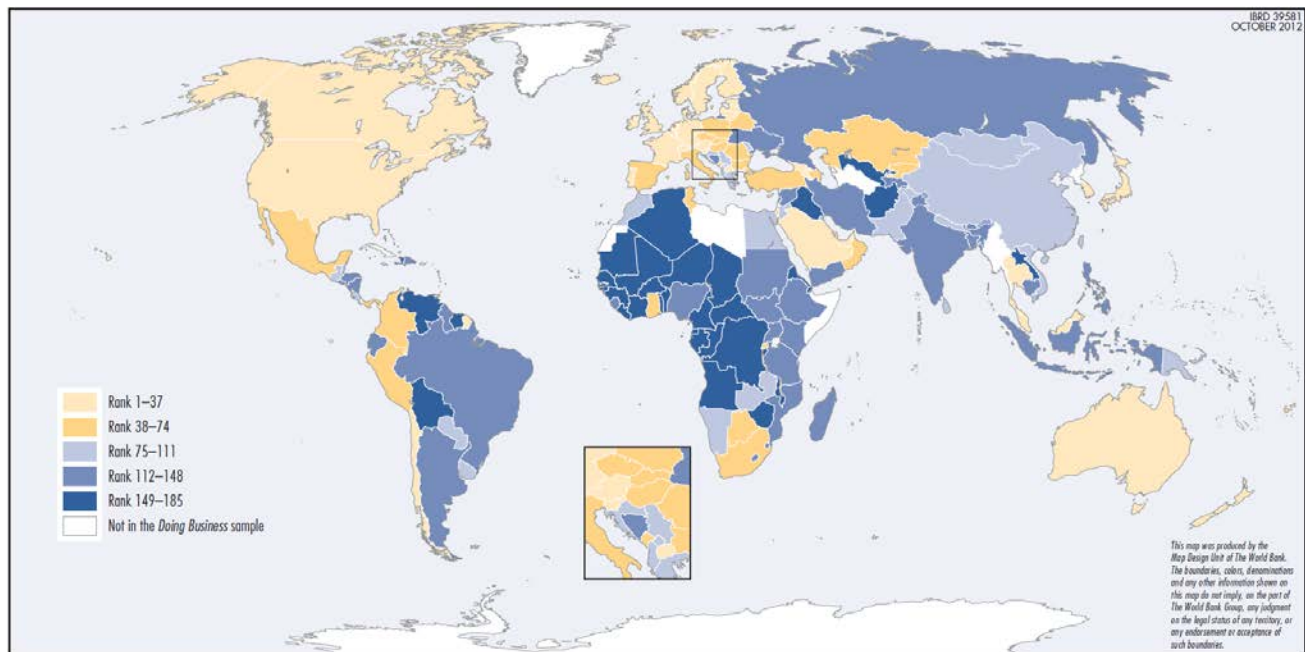 IBRD 39581
OCTOBER 2012
Rank 1–37
Rank 38–74
Rank 75–111
Rank 112–148
Rank 149–185
Not in the Doing Business sample
This map was produced by the
Map Design Unit of The World Bank.
The boundaries, colors, denominations
and any other information shown on
this map do not imply, on the part of
The World Bank Group, any judgment
on the legal status of any territory, or
any endorsement or acceptance of
such boundaries.